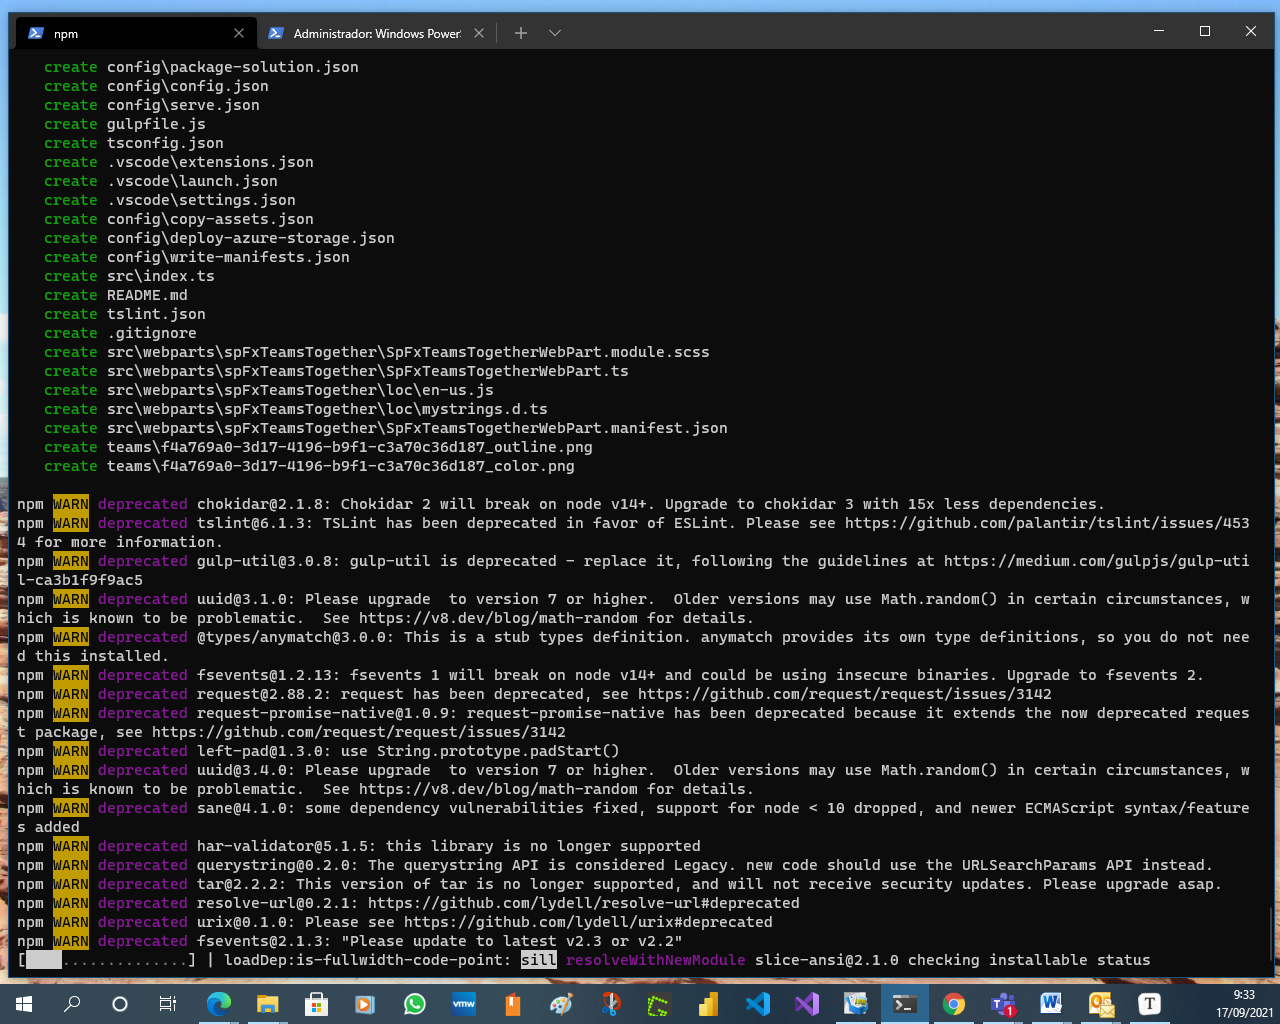 npm
Administrador: Windows Power
create config\package-solution.json
create config\config.json
create config\serve.json
create gulpfile.js
create tsconfig.json
create .vscode\extensions.json
create .vscode\launch.json
create .vscode\settings.json
create config\copy-assets.json
create config\deploy-azure-storage.json
create config\write-manifests.json
create src\index.ts
create README.md
create tslint.json
create .gitignore
create src\webparts\spFxTeamsTogether\SpFxTeamsTogetherWebPart.module.scss
create src\webparts\spFxTeamsTogether\SpFxTeamsTogetherWebPart.ts
create src\webparts\spFxTeamsTogether\loc\en-us.js
create src\webparts\spFxTeamsTogether\loc\mystrings.d.ts
create src\webparts\spFxTeamsTogether\SpFxTeamsTogetherWebPart.manifest.json
create teams\f4a769a0-3d17-4196-b9f1-c3a70c36d187_outline.png
create teams\f4a769a0-3d17-4196-b9f1-c3a70c36d187_color.png
npm WARN deprecated chokidar@2.1.8: Chokidar 2 will break on node v14+. Upgrade to chokidar 3 with 15x less dependencies.
npm WARN deprecated tslint@6.1.3: TSLint has been deprecated in favor of ESLint. Please see https://github.com/palantir/tslint/issues/453
4 for more information.
npm WARN deprecated gulp-util@3.0.8: gulp-util is deprecated - replace it, following the guidelines at https://medium.com/gulpjs/gulp-uti
l-ca3b1f9f9ac5
npm WARN deprecated uuid@3.1.0: Please upgrade  to version 7 or higher.  Older versions may use Math.random() in certain circumstances, w
hich is known to be problematic.  See https://v8.dev/blog/math-random for details.
npm WARN deprecated @types/anymatch@3.0.0: This is a stub types definition. anymatch provides its own type definitions, so you do not nee
d this installed.
npm WARN deprecated fsevents@1.2.13: fsevents 1 will break on node v14+ and could be using insecure binaries. Upgrade to fsevents 2.
npm WARN deprecated request@2.88.2: request has been deprecated, see https://github.com/request/request/issues/3142
npm WARN deprecated request-promise-native@1.0.9: request-promise-native has been deprecated because it extends the now deprecated reques
t package, see https://github.com/request/request/issues/3142
npm WARN deprecated left-pad@1.3.0: use String.prototype.padStart()
npm WARN deprecated uuid@3.4.0: Please upgrade  to version 7 or higher.  Older versions may use Math.random() in certain circumstances, w
hich is known to be problematic.  See https://v8.dev/blog/math-random for details.
npm WARN deprecated sane@4.1.0: some dependency vulnerabilities fixed, support for node < 10 dropped, and newer ECMAScript syntax/feature
s added
npm WARN deprecated har-validator@5.1.5: this library is no longer supported
npm WARN deprecated querystring@0.2.0: The querystring API is considered Legacy. new code should use the URLSearchParams API instead.
npm WARN deprecated tar@2.2.2: This version of tar is no longer supported, and will not receive security updates. Please upgrade asap.
npm WARN deprecated resolve-url@0.2.1: https://github.com/lydell/resolve-url#deprecated
npm WARN deprecated urix@0.1.0: Please see https://github.com/lydell/urix#deprecated
npm WARN deprecated fsevents@2.1.3: "Please update to latest v2.3 or v2.2"
[    ..............] | loadDep:is-fullwidth-code-point: sill resolveWithNewModule slice-ansi@2.1.0 checking installable status
vmw
1
T
9:33
17/09/2021